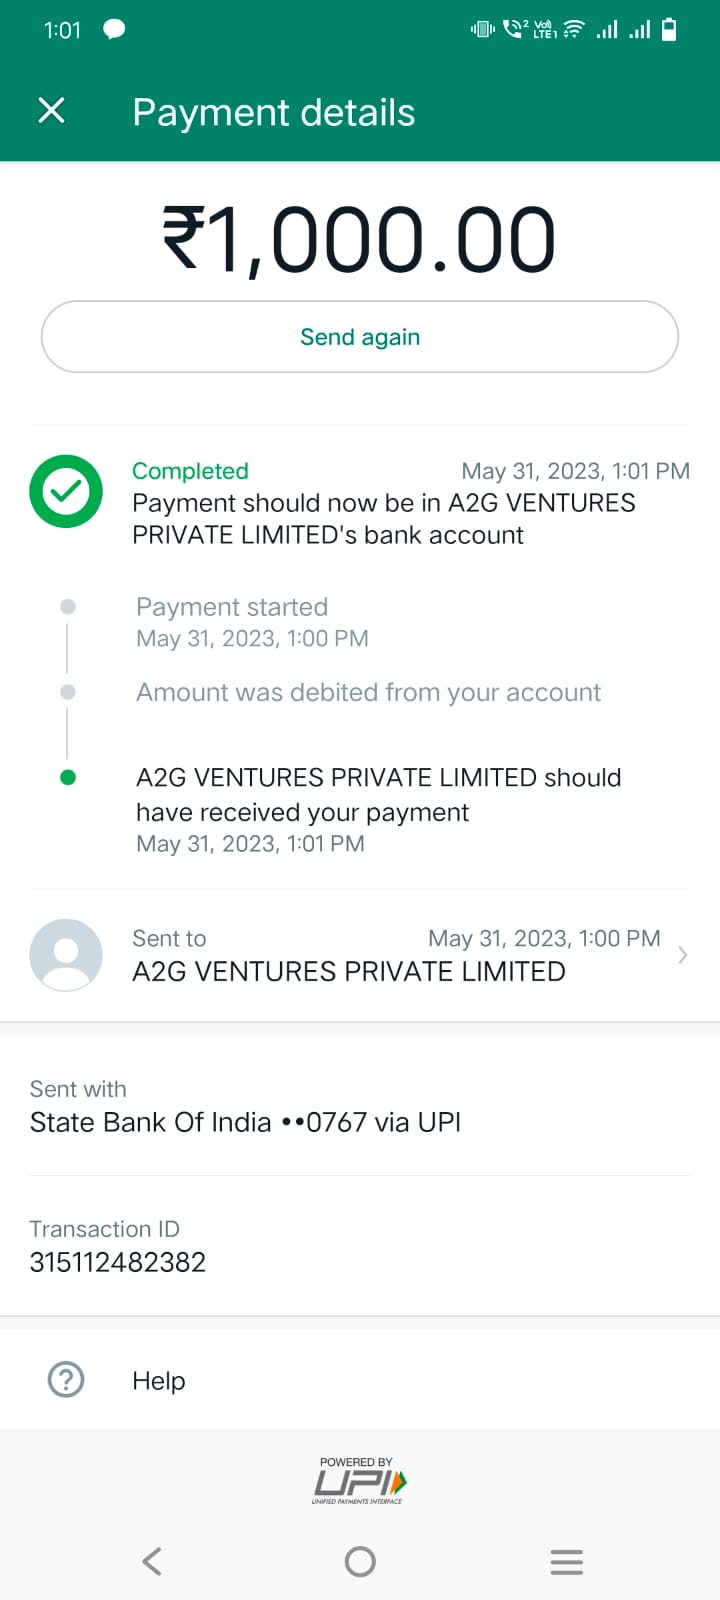 1:01
2 Vo) LTE1
Payment details
₹1,000.00
Send again
Completed May 31, 2023, 1:01 PM
Payment should now be in A2G VENTURES
PRIVATE LIMITED's bank account
Payment started
May 31, 2023, 1:00 PM
Amount was debited from your account
A2G VENTURES PRIVATE LIMITED should
have received your payment
May 31, 2023, 1:01 PM
Sent to May 31, 2023, 1:00 PM
A2G VENTURES PRIVATE LIMITED
Sent with
State Bank Of India ••0767 via UPI
Transaction ID
315112482382
Help
POWERED BY
UPI
UNIFIED PAYMENTS INTERFACE